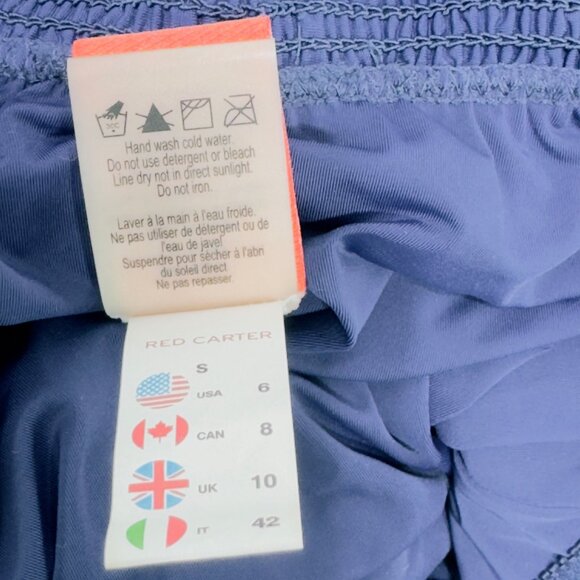 Hand wash cold water.
Do not use detergent or bleach
Line dry not in direct sunlight.
Do not iron.
Laver à la main à l'eau froide.
Ne pas utiliser de détergent ou de
l'eau de javel
Suspendre pour sécher à l'abri
du soleil direct
Ne pas repasser.
RED CARTER
S
USA 6
CAN 8
UK 10
IT 42